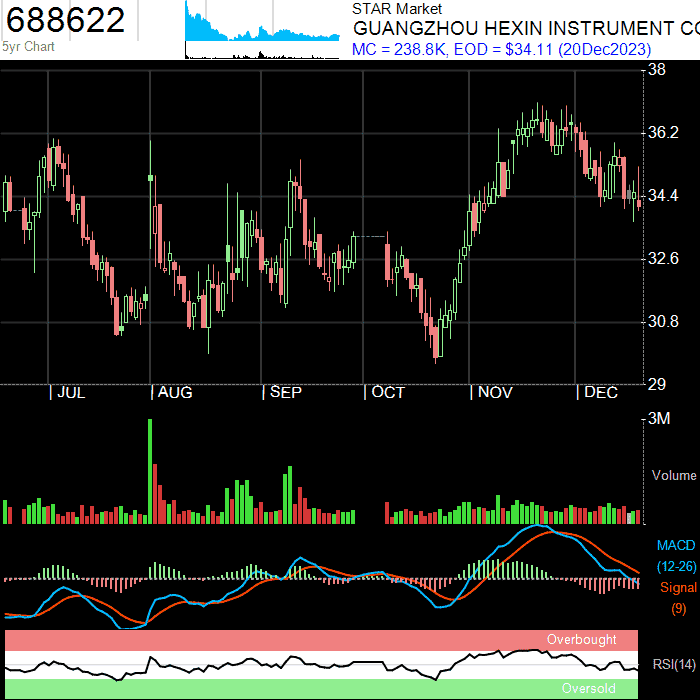 688622
5yr Chart
STAR Market
GUANGZHOU HEXIN INSTRUMENT CO
MC = 238.8K, EOD = $34.11 (20Dec2023)
38
36.2
34.4
32.6
30.8
29
| JUL | AUG | SEP | OCT | NOV | DEC
3M
Volume
MACD
(12-26)
Signal
(9)
Overbought
RSI(14)
Oversold